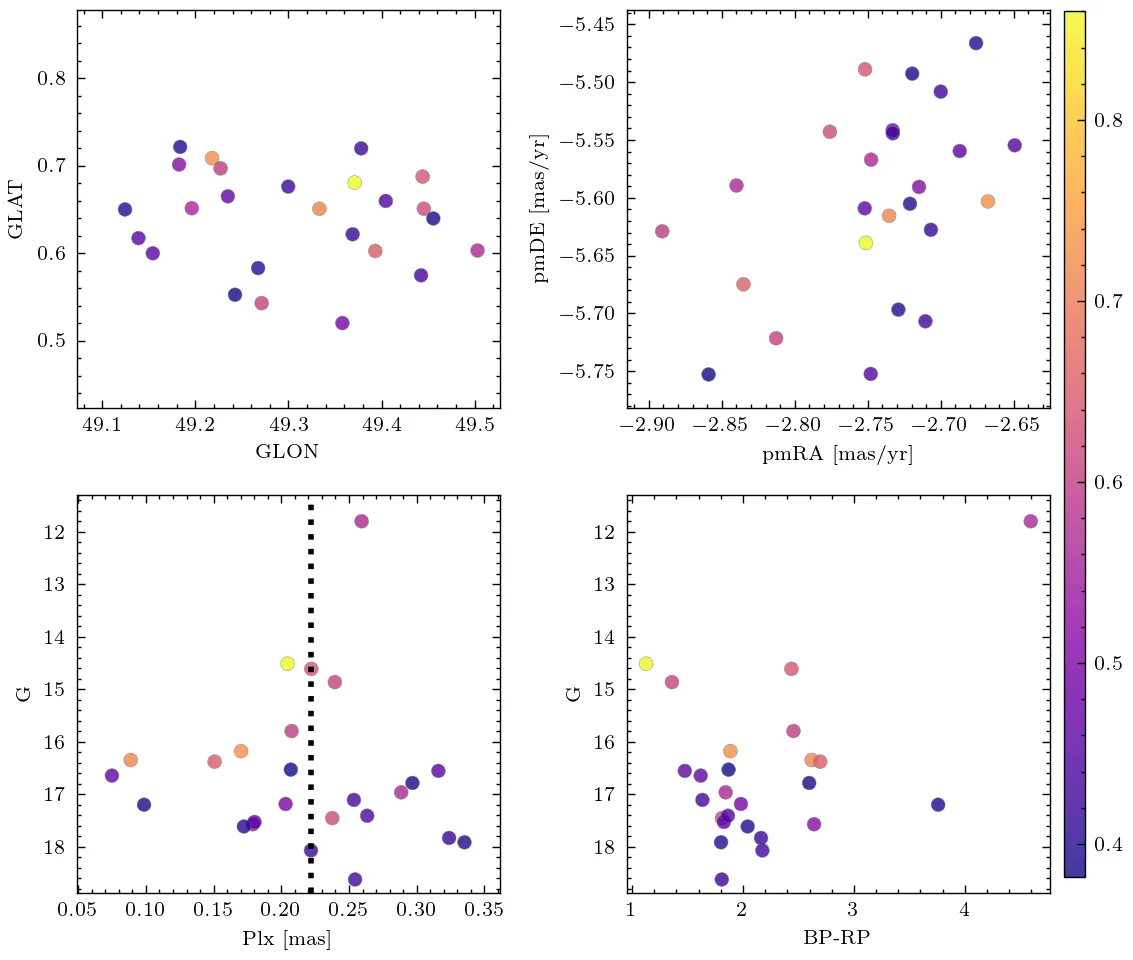 0.8
0.7
0.6
0.5
GLAT
49.1 49.2 49.3 49.4 49.5
GLON
−5.45
−5.50
−5.55
−5.60
−5.65
−5.70
−5.75
pmDE [mas/yr]
−2.90 −2.85 −2.80 −2.75 −2.70 −2.65
pmRA [mas/yr]
0.8
0.7
0.6
0.5
0.4
12
13
14
15
16
17
18
G
0.05 0.10 0.15 0.20 0.25 0.30 0.35
Plx [mas]
12
13
14
15
16
17
18
G
1 2 3 4
BP-RP